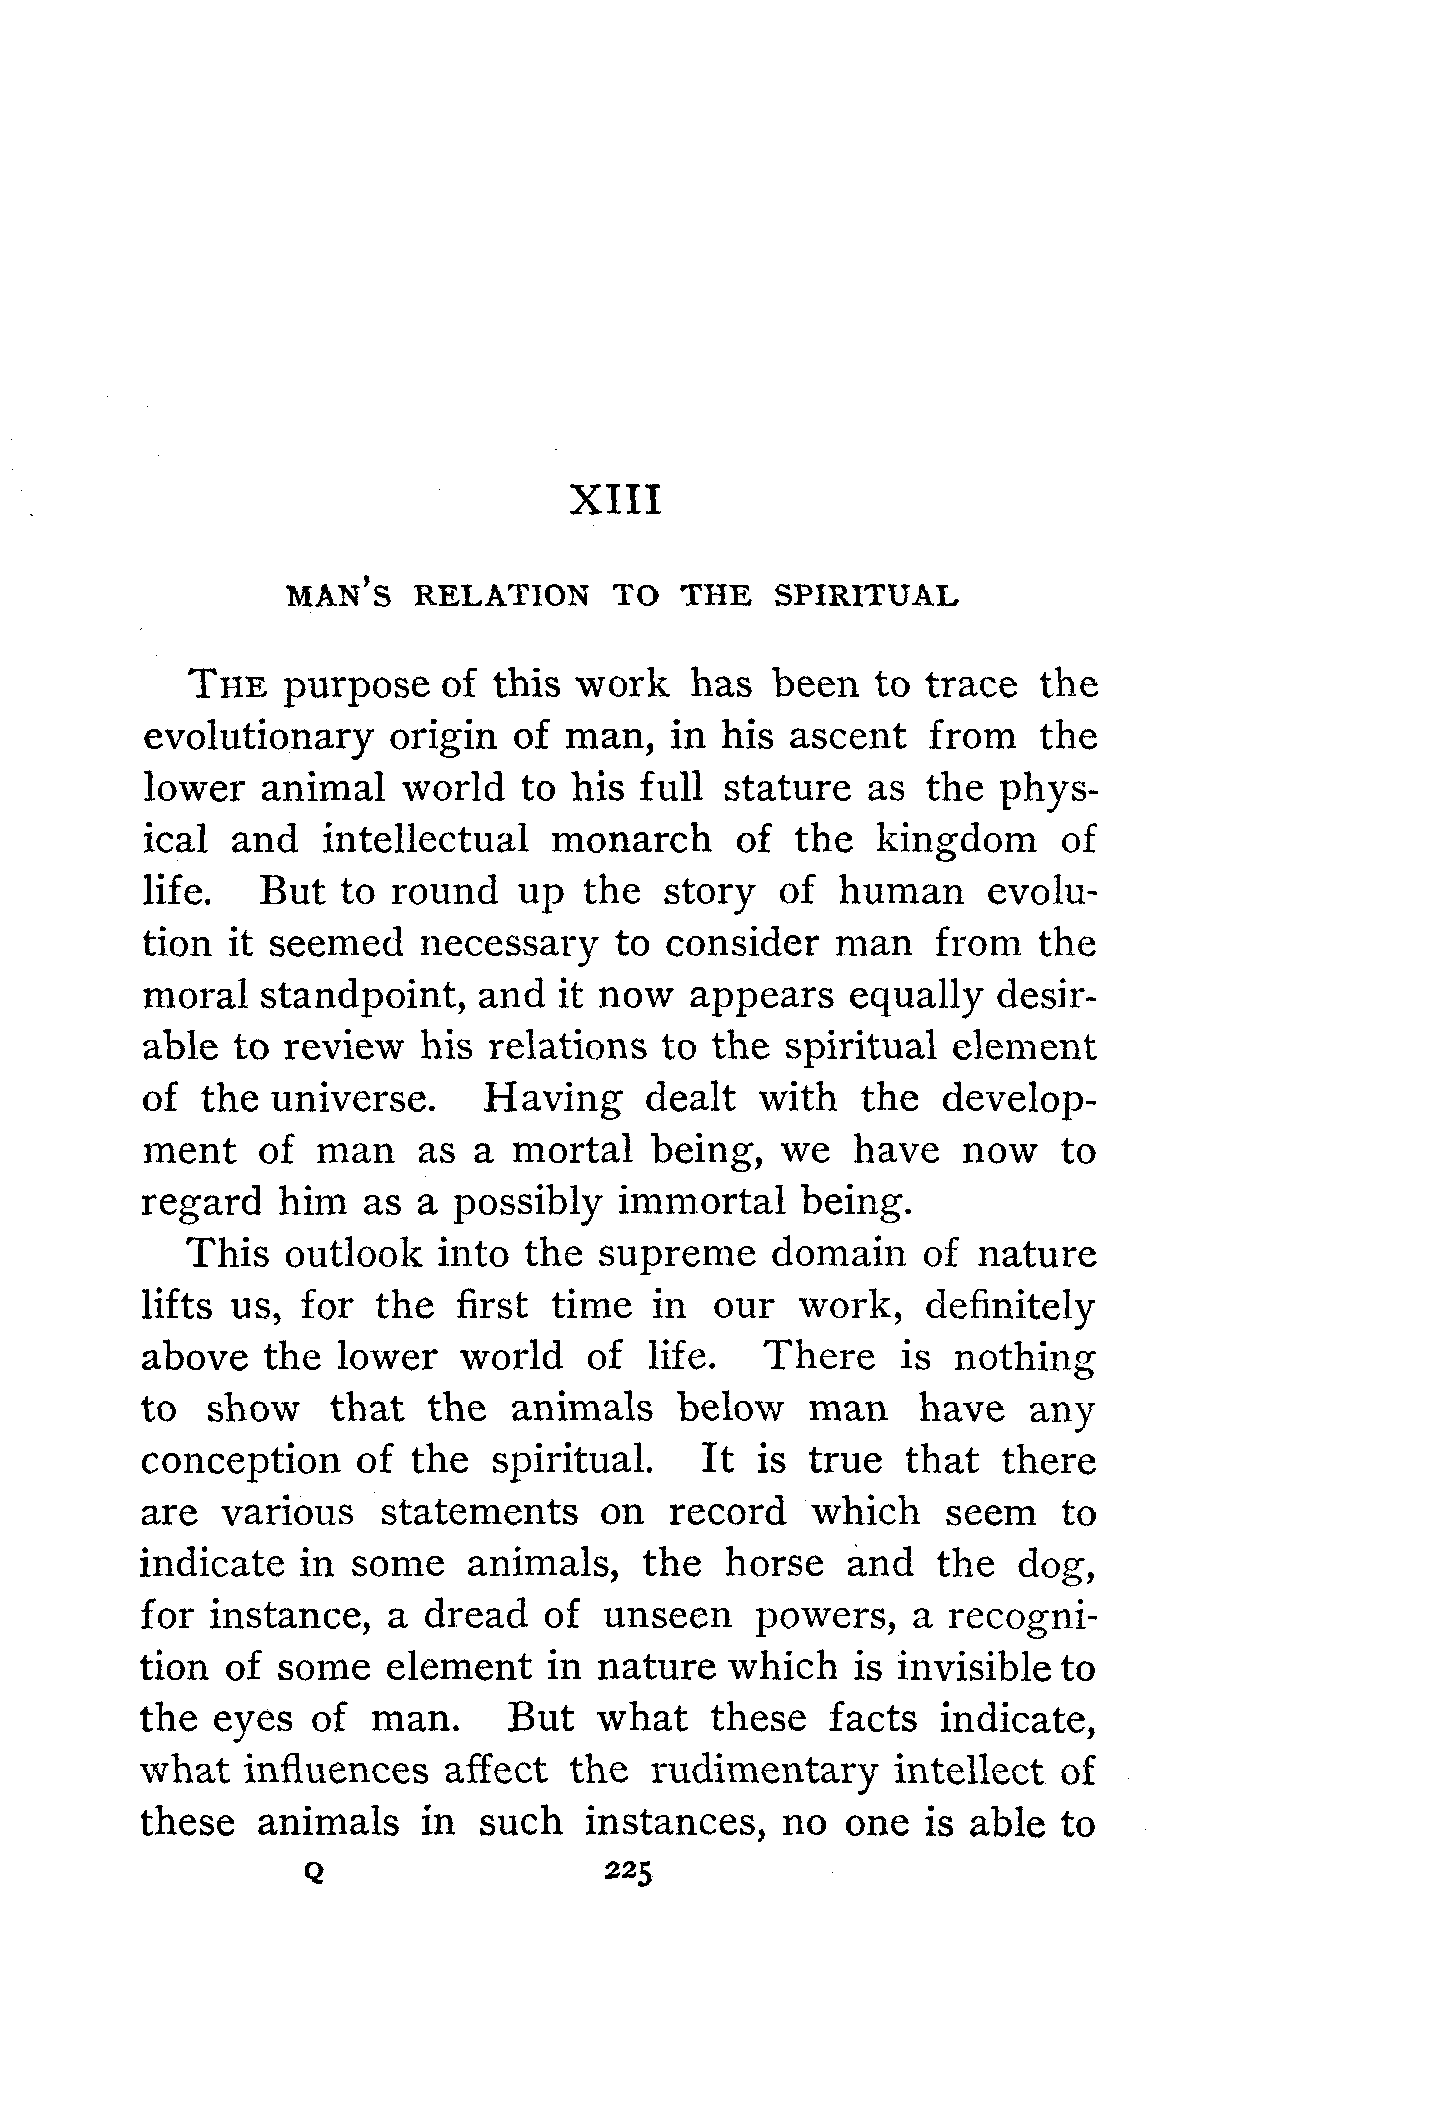 XIII
MAN'S RELATION TO THE SPIRITUAL
THE purpose of this work has been to trace the
evolutionary origin of man, in his ascent from the
lower animal world to his full stature as the phys-
ical and intellectual monarch of the kingdom of
life. But to round up the story of human evolu-
tion it seemed necessary to consider man from the
moral standpoint, and it now appears equally desir-
able to review his relations to the spiritual element
of the universe. Having dealt with the develop-
ment of man as a mortal being, we have now to
regard him as a possibly immortal being.
This outlook into the supreme domain of nature
lifts us, for the first time in our work, definitely
above the lower world of life. There is nothing
to show that the animals below man have any
conception of the spiritual. It is true that there
are various statements on record which seem to
indicate in some animals, the horse and the dog,
for instance, a dread of unseen powers, a recogni-
tion of some element in nature which is invisible to
the eyes of man. But what these facts indicate,
what influences affect the rudimentary intellect of
these animals in such instances, no one is able to
Q 225